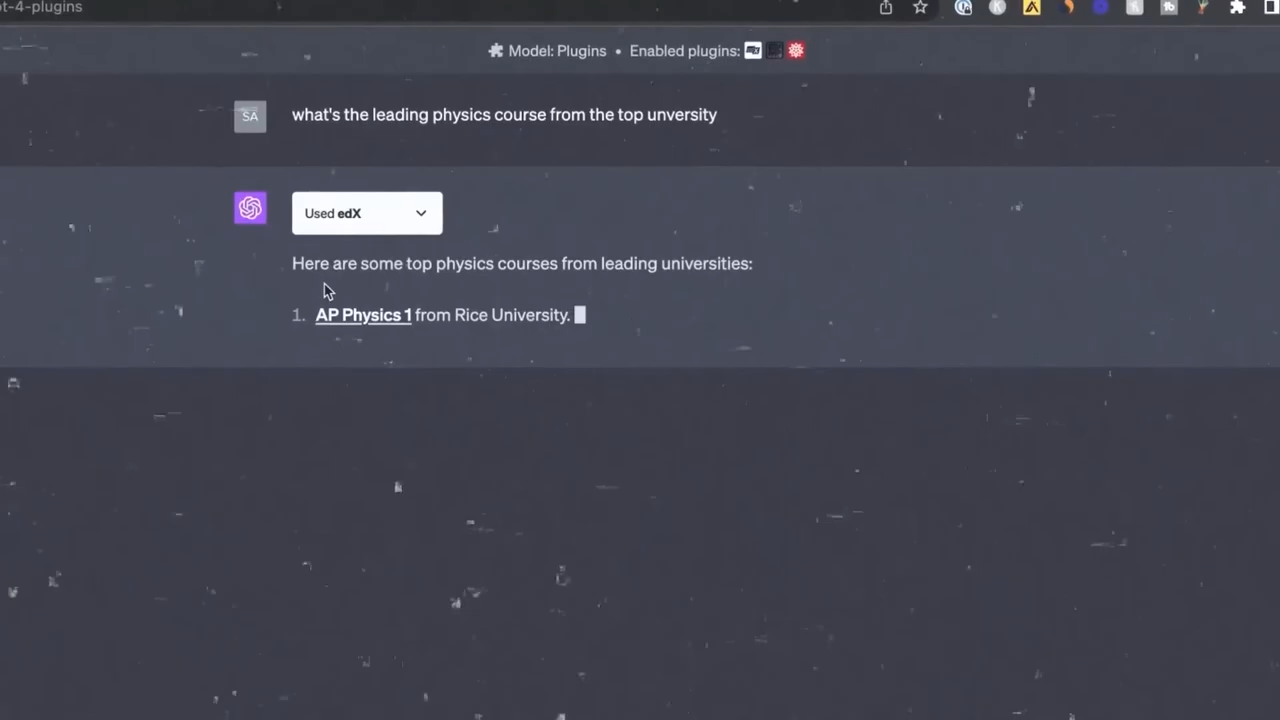 ot-4-plugins
Model: Plugins • Enabled plugins:
SA
what's the leading physics course from the top unversity
Used edX
Here are some top physics courses from leading universities:
1. AP Physics 1 from Rice University.